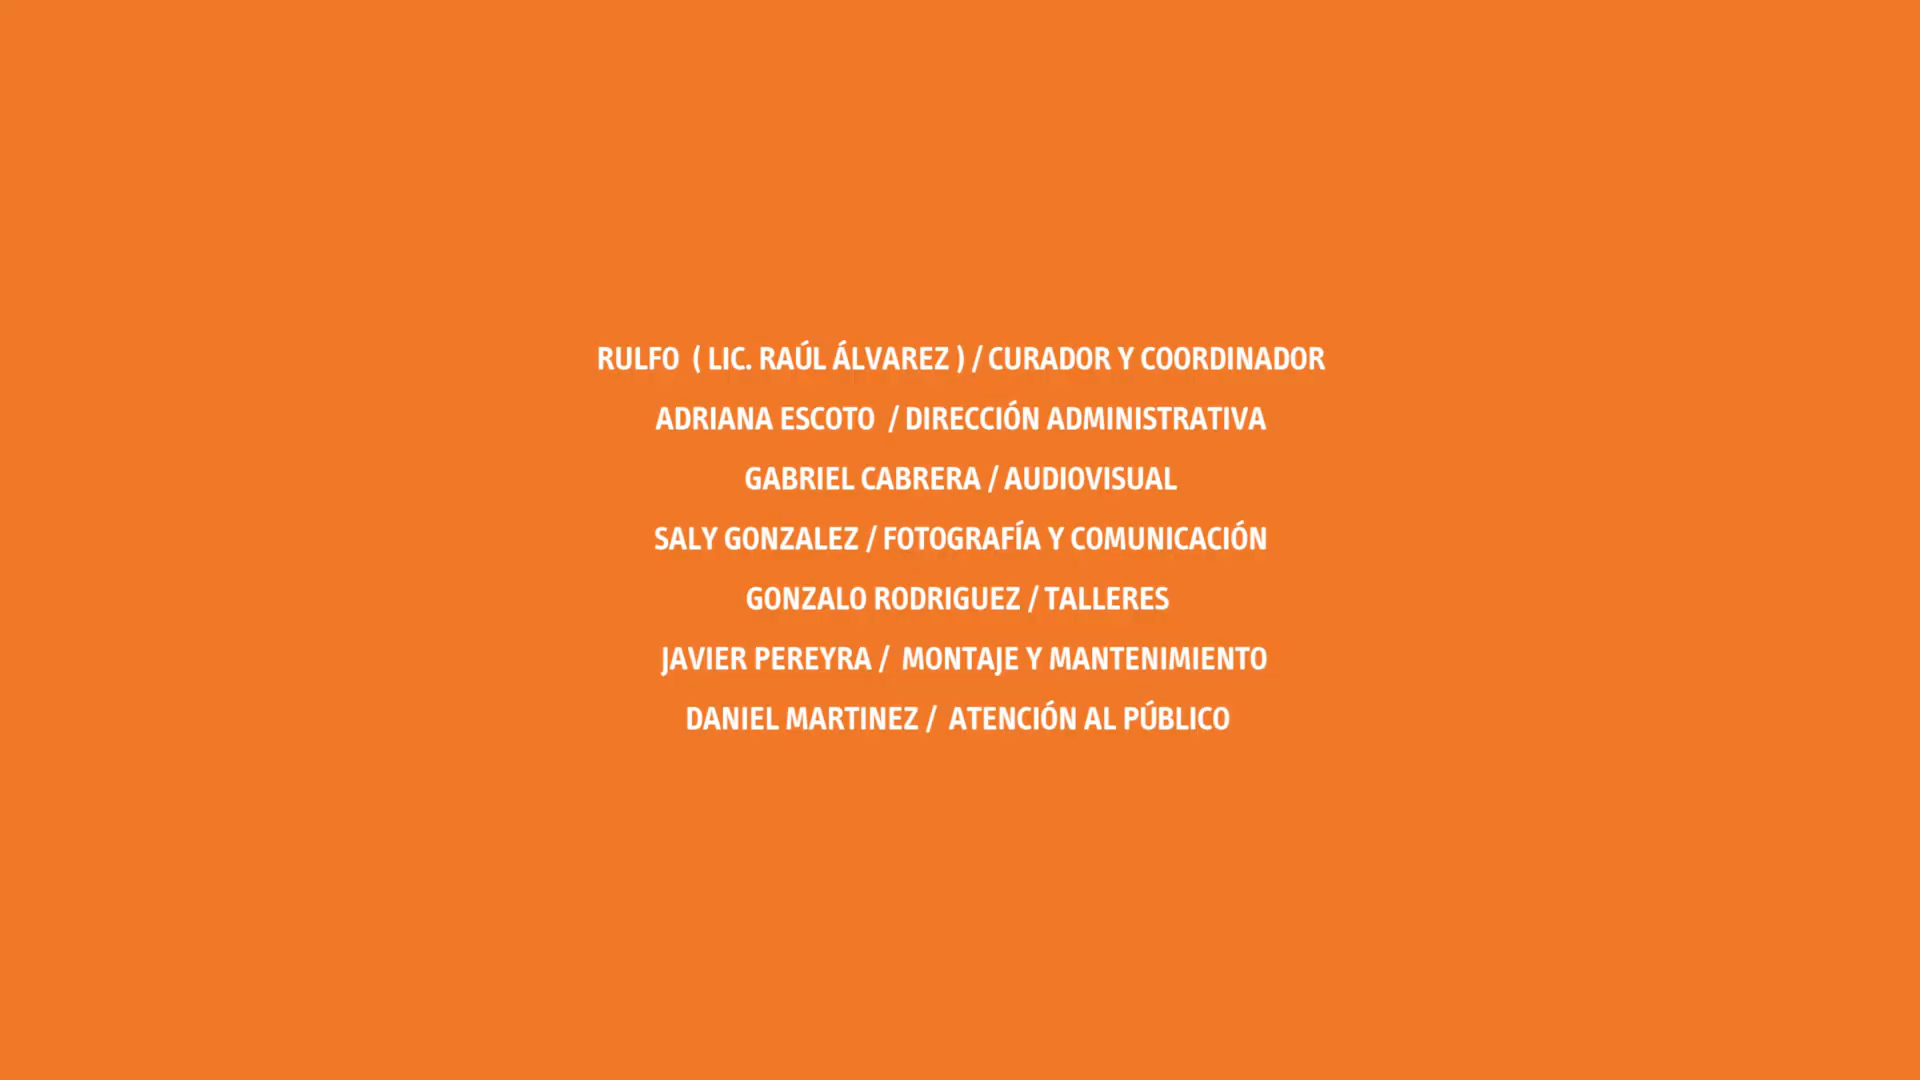 RULFO ( LIC. RAÚL ÁLVAREZ ) / CURADOR Y COORDINADOR
ADRIANA ESCOTO / DIRECCIÓN ADMINISTRATIVA
GABRIEL CABRERA / AUDIOVISUAL
SALY GONZALEZ / FOTOGRAFÍA Y COMUNICACIÓN
GONZALO RODRIGUEZ / TALLERES
JAVIER PEREYRA / MONTAJE Y MANTENIMIENTO
DANIEL MARTINEZ / ATENCIÓN AL PÚBLICO